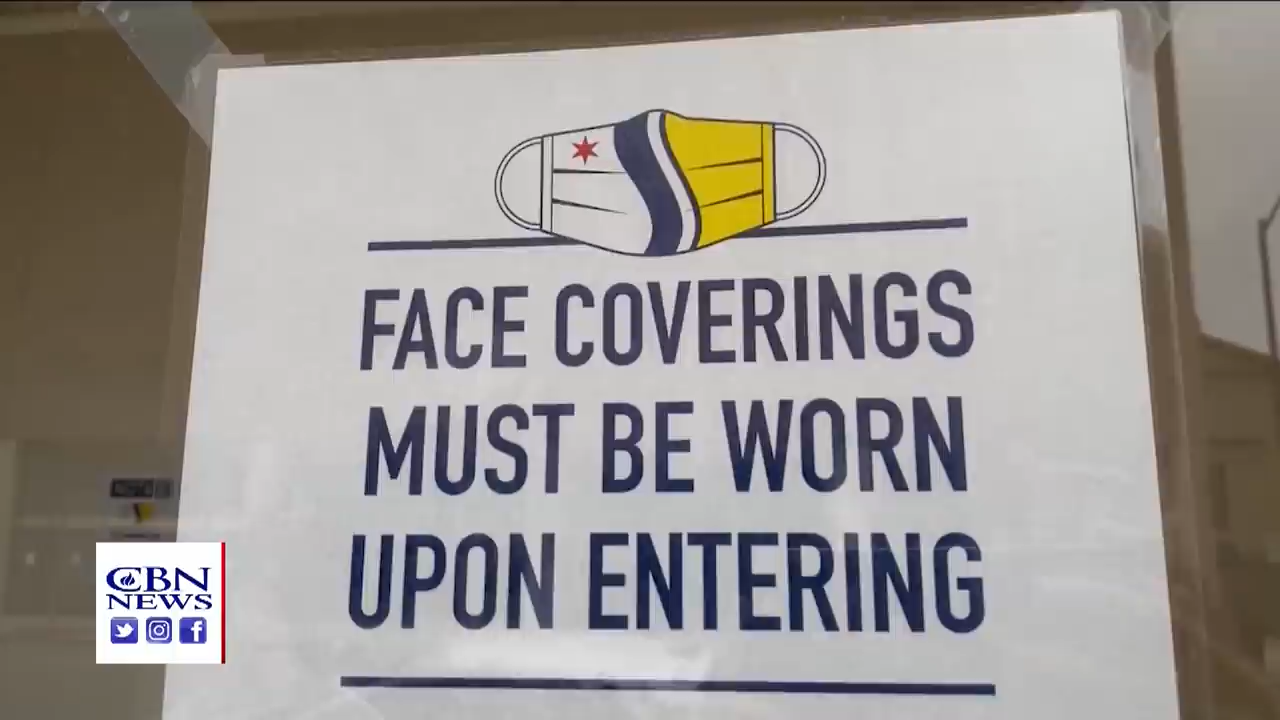 FACE COVERINGS
MUST BE WORN
UPON ENTERING
CBN
NEWS